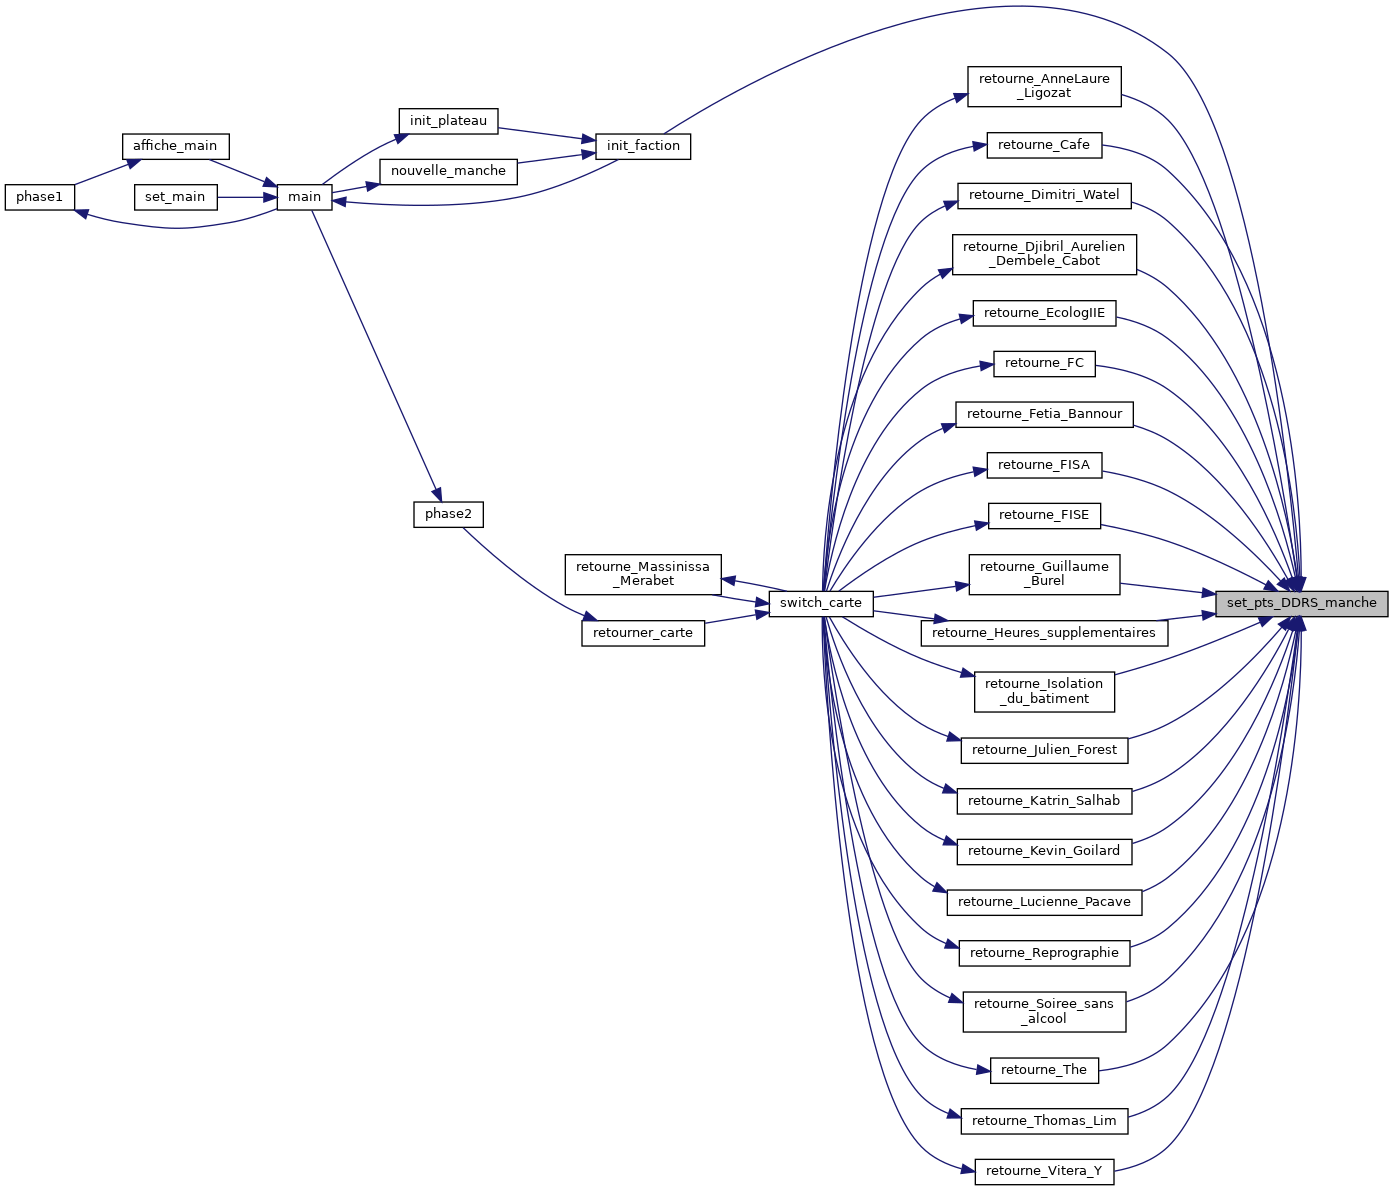 phase1
affiche_main
set_main
main
init_plateau
nouvelle_manche
init_faction
phase2
retourne_Massinissa
_Merabet
retourner_carte
switch_carte
retourne_AnneLaure
_Ligozat
retourne_Cafe
retourne_Dimitri_Watel
retourne_Djibril_Aurelien
_Dembele_Cabot
retourne_EcologIIE
retourne_FC
retourne_Fetia_Bannour
retourne_FISA
retourne_FISE
retourne_Guillaume
_Burel
retourne_Heures_supplementaires
retourne_Isolation
_du_batiment
retourne_Julien_Forest
retourne_Katrin_Salhab
retourne_Kevin_Goilard
retourne_Lucienne_Pacave
retourne_Reprographie
retourne_Soiree_sans
_alcool
retourne_The
retourne_Thomas_Lim
retourne_Vitera_Y
set_pts_DDRS_manche